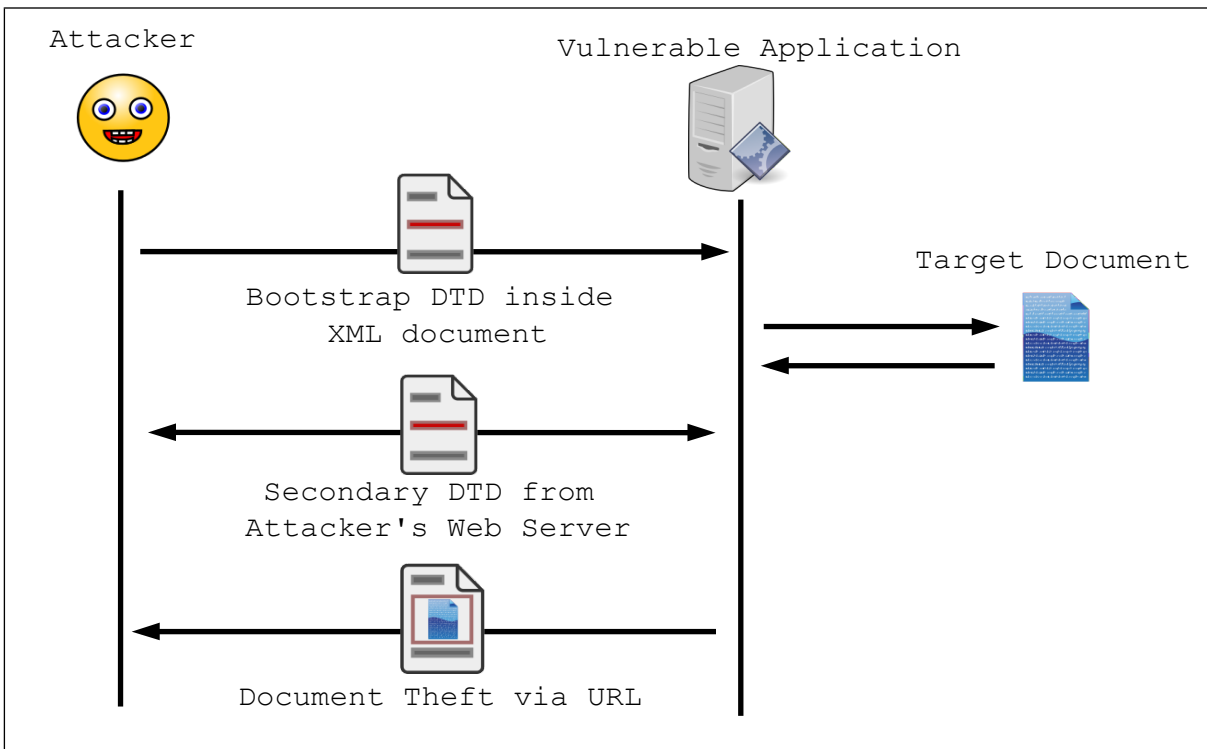 Attacker
Vulnerable Application
Bootstrap DTD inside
XML document
Target Document
Secondary DTD from
Attacker's Web Server
Document Theft via URL